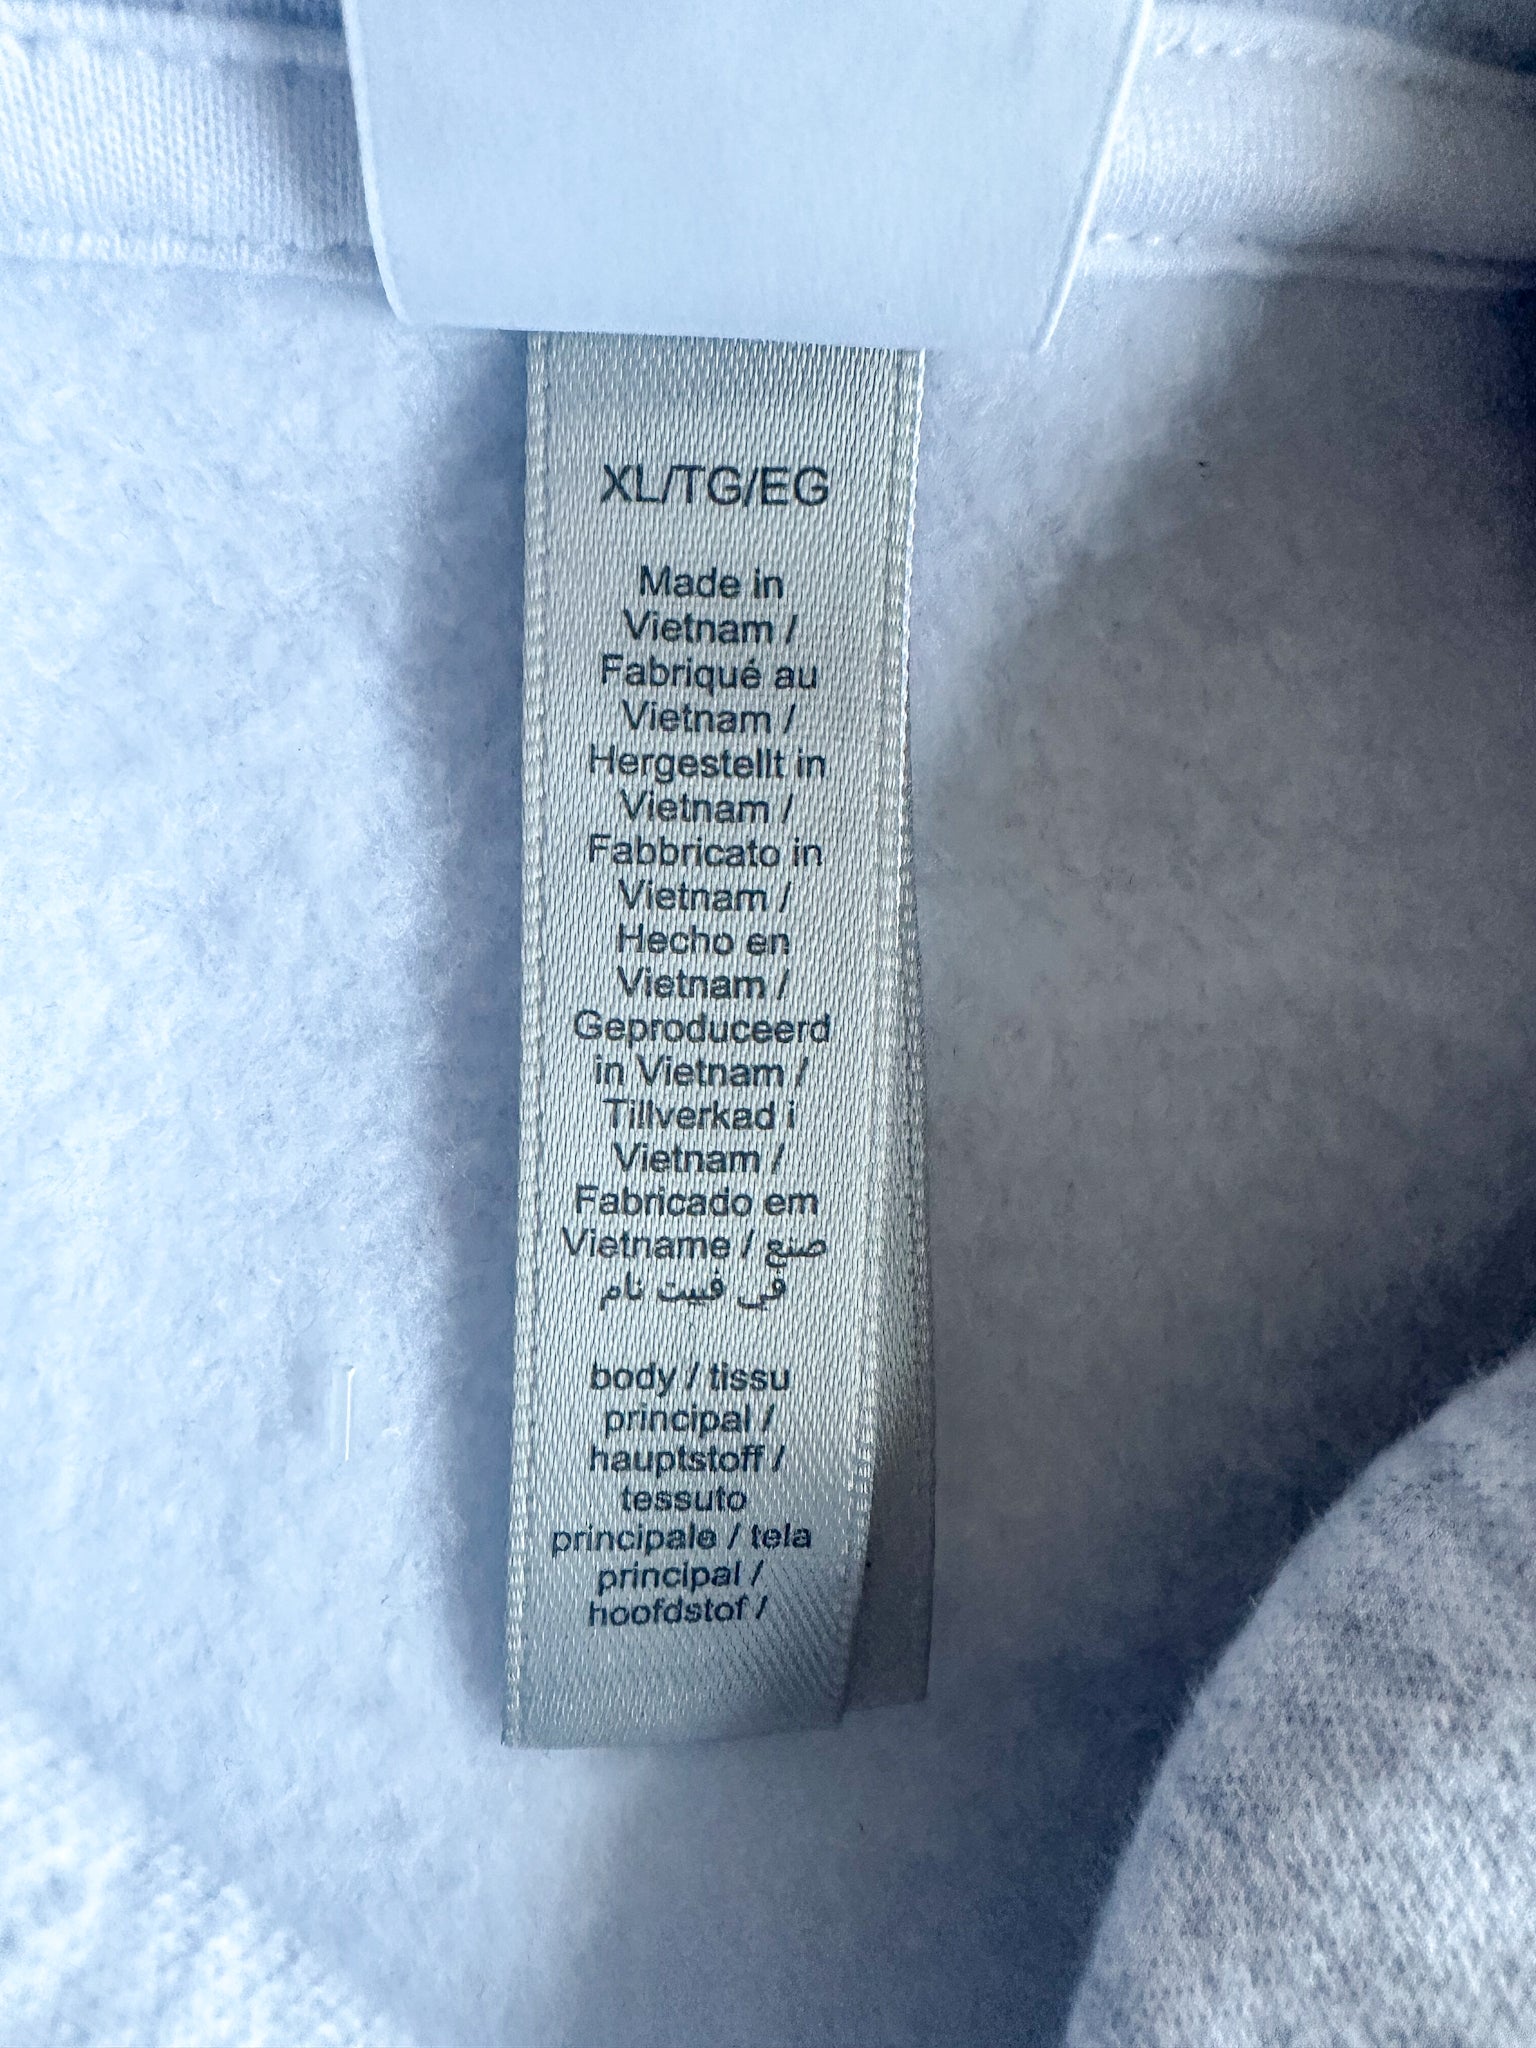 XL/TG/EG
Made in
Vietnam /
Fabriqué au
Vietnam /
Hergestellt in
Vietnam /
Fabbricato in
Vietnam /
Hecho en
Vietnam /
Geproduceerd
in Vietnam /
Tillverkad i
Vietnam /
Fabricado em
Vietname / صنع
في فييت نام
body / tissu
principal /
hauptstoff /
tessuto
principale / tela
principal /
hoofdstof /